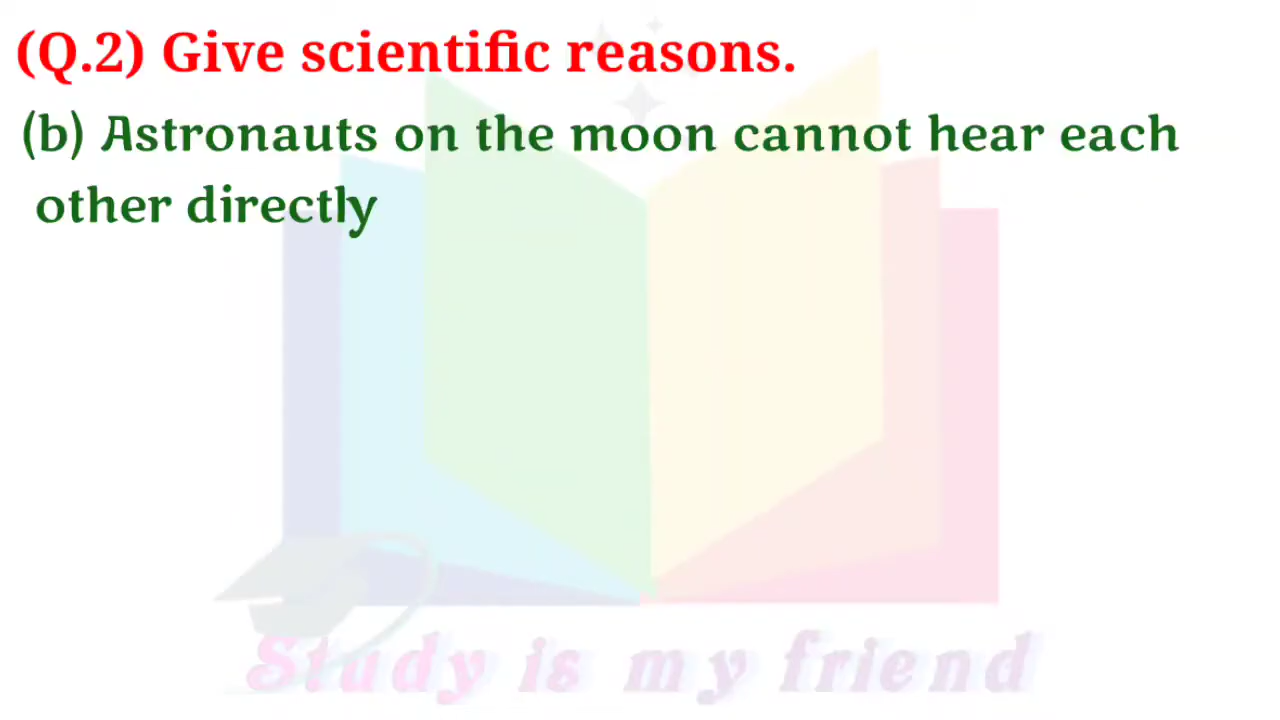 (Q.2) Give scientific reasons.
(b) Astronauts on the moon cannot hear each
other directly
Study is my friend